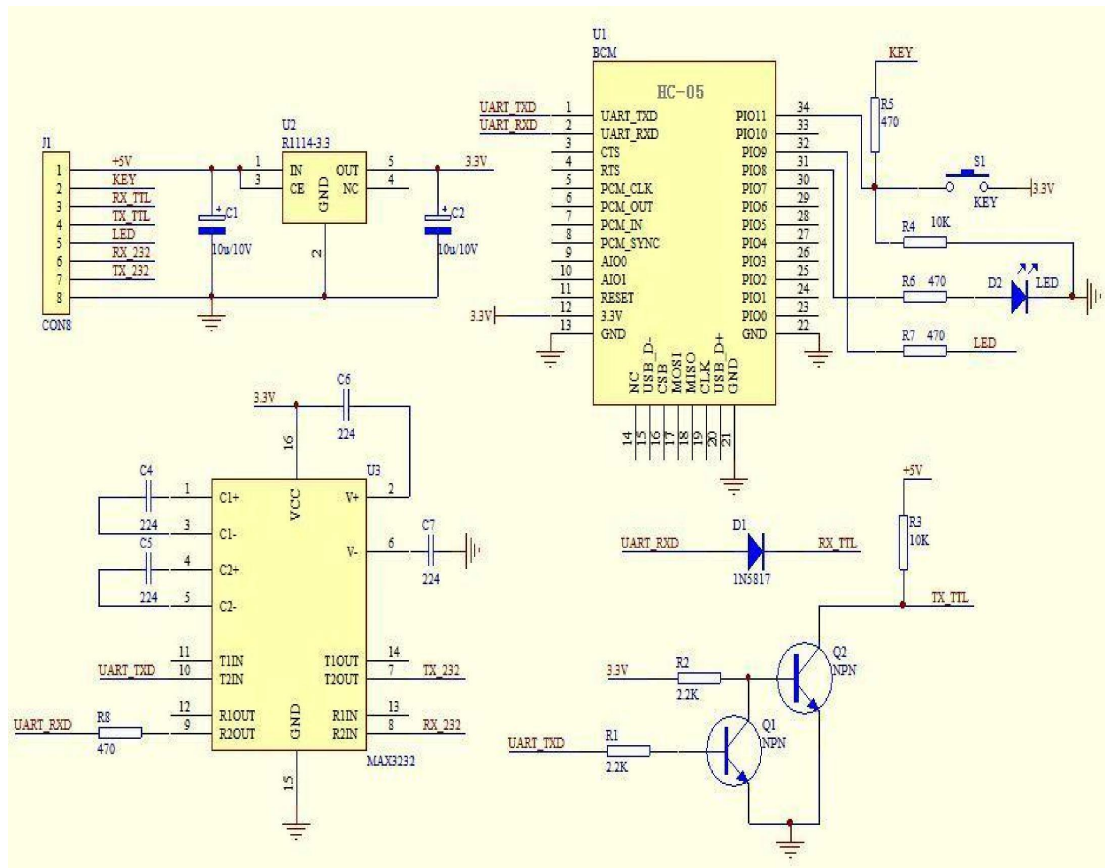 J1
1
+5V
2
KEY
3
RX_TTL
4
TX_TTL
5
LED
6
RX_232
7
TX_232
8
CON8
C1
10u/10V
U2
R1114-3.3
1
IN
OUT
5
3.3V
3
CE
NC
4
GND
2
C2
10u/10V
U1
BCM
HC-05
UART_TXD
1
UART_TXD
PIO11
34
UART_RXD
2
UART_RXD
PIO10
33
3
CTS
PIO9
32
4
RTS
PIO8
31
5
PCM_CLK
PIO7
30
6
PCM_OUT
PIO6
29
7
PCM_IN
PIO5
28
8
PCM_SYNC
PIO4
27
9
AIO0
PIO3
26
10
AIO1
PIO2
25
11
RESET
PIO1
24
3.3V
12
3.3V
PIO0
23
13
GND
GND
22
NC
USB_D-
CSB
MOSI
MISO
CLK
USB_D+
GND
14
15
16
17
18
19
20
21
KEY
R5
470
S1
KEY
3.3V
R4
10K
R6
470
D2
LED
R7
470
LED
3.3V
C6
224
16
U3
C4
224
1
C1+
VCC
V+
2
3
C1-
C5
224
4
C2+
V-
6
C7
224
5
C2-
11
T1IN
T1OUT
14
UART_TXD
10
T2IN
T2OUT
7
TX_232
12
R1OUT
R1IN
13
UART_RXD
R8
470
9
R2OUT
GND
R2IN
8
RX_232
MAX3232
15
UART_RXD
D1
1N5817
RX_TTL
+5V
R3
10K
TX_TTL
3.3V
R2
2.2K
Q2
NPN
UART_TXD
R1
2.2K
Q1
NPN